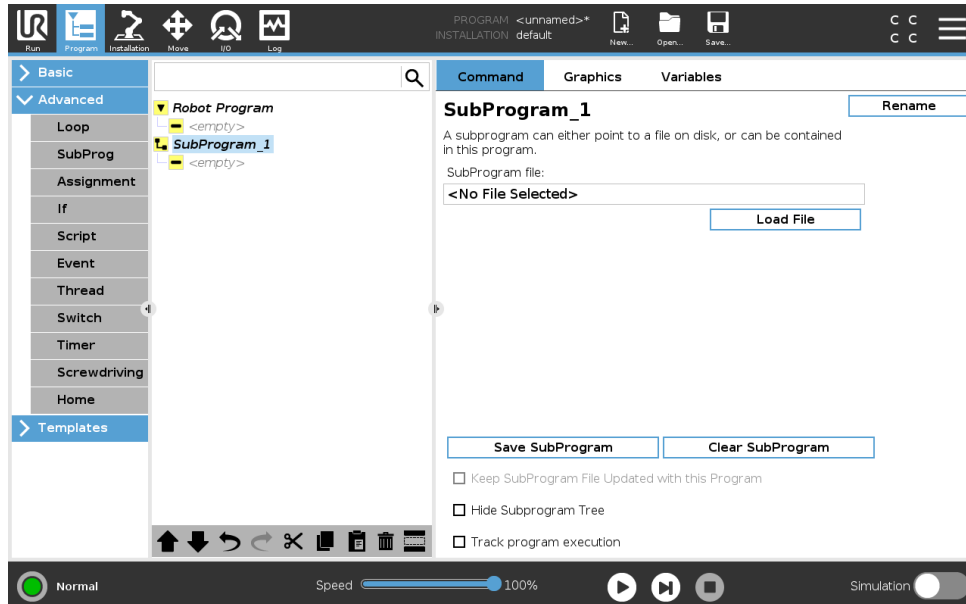 UR
Run
Program
Installation
Move
I/O
Log
PROGRAM <unnamed>*
INSTALLATION default
New...
Open...
Save...
C C
C C
Basic
Advanced
Loop
SubProg
Assignment
If
Script
Event
Thread
Switch
Timer
Screwdriving
Home
Templates
Robot Program
<empty>
SubProgram_1
<empty>
Command Graphics Variables
SubProgram_1
Rename
A subprogram can either point to a file on disk, or can be contained
in this program.
SubProgram file:
<No File Selected>
Load File
Save SubProgram
Clear SubProgram
Keep SubProgram File Updated with this Program
Hide Subprogram Tree
Track program execution
Normal
Speed
100%
Simulation